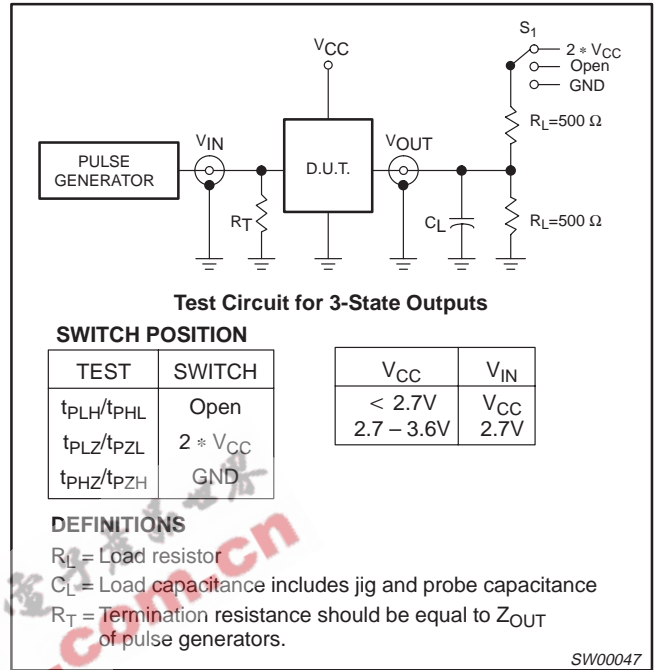 S1
2 * VCC
Open
GND
VCC
RL=500 Ω
VIN
VOUT
PULSE
GENERATOR
D.U.T.
RT
CL
RL=500 Ω
Test Circuit for 3-State Outputs
SWITCH POSITION
TEST SWITCH
tPLH/tPHL Open
tPLZ/tPZL 2 * VCC
tPHZ/tPZH GND
VCC VIN
< 2.7V VCC
2.7 – 3.6V 2.7V
DEFINITIONS
RL = Load resistor
CL = Load capacitance includes jig and probe capacitance
RT = Termination resistance should be equal to ZOUT
of pulse generators.
SW00047
.com.cn